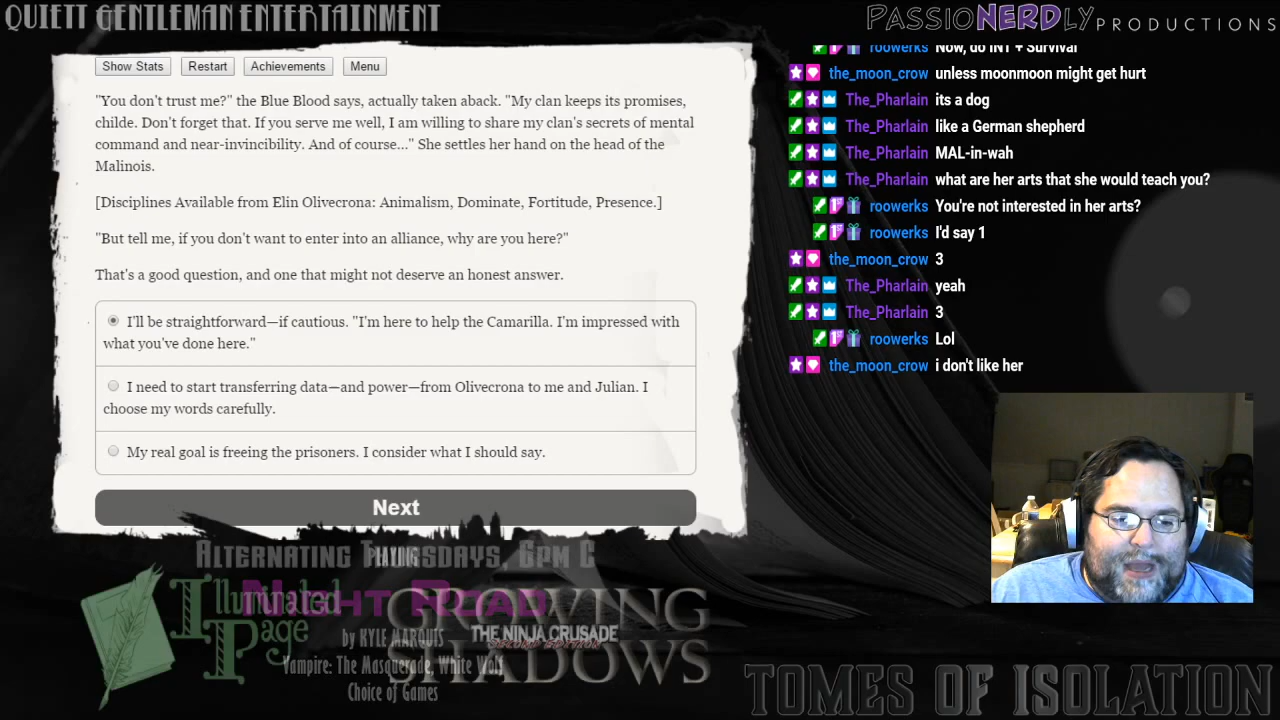 QUIETT GENTLEMAN ENTERTAINMENT
PASSIONERDLY PRODUCTIONS
Show Stats Restart Achievements Menu
"You don't trust me?" the Blue Blood says, actually taken aback. "My clan keeps its promises,
childe. Don't forget that. If you serve me well, I am willing to share my clan's secrets of mental
command and near-invincibility. And of course..." She settles her hand on the head of the
Malinois.
[Disciplines Available from Elin Olivecrona: Animalism, Dominate, Fortitude, Presence.]
"But tell me, if you don't want to enter into an alliance, why are you here?"
That's a good question, and one that might not deserve an honest answer.
I'll be straightforward—if cautious. "I'm here to help the Camarilla. I'm impressed with
what you've done here."
I need to start transferring data—and power—from Olivecrona to me and Julian. I
choose my words carefully.
My real goal is freeing the prisoners. I consider what I should say.
Next
roowerks Now, do INT + Survival
the_moon_crow unless moonmoon might get hurt
The_Pharlain its a dog
The_Pharlain like a German shepherd
The_Pharlain MAL-in-wah
The_Pharlain what are her arts that she would teach you?
roowerks You're not interested in her arts?
roowerks I'd say 1
the_moon_crow 3
The_Pharlain yeah
The_Pharlain 3
roowerks Lol
the_moon_crow i don't like her
ALTERNATING THURSDAYS, 6PM C
PLAYING
Illuminated Page
NIGHT ROAD
GROWING SHADOWS
THE NINJA CRUSADE
SECOND EDITION
by KYLE MARQUIS
Vampire: The Masquerade, White Wolf
Choice of Games
TOMES OF ISOLATION